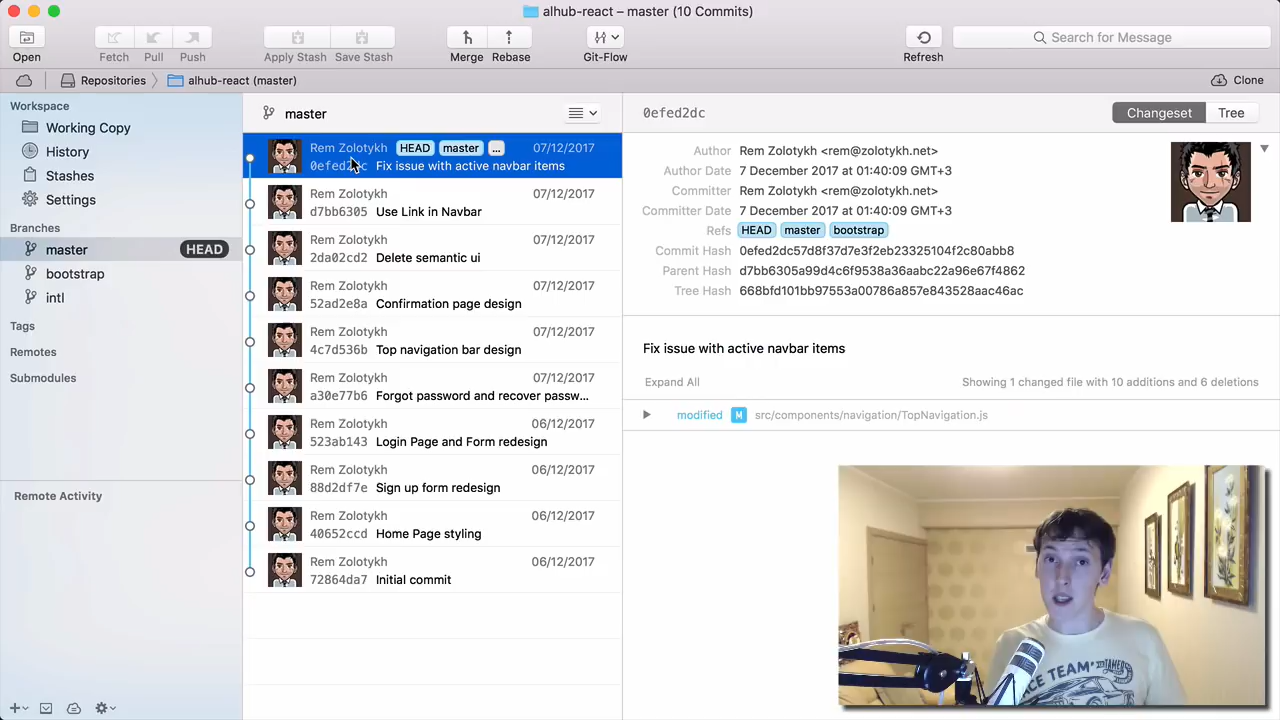 alhub-react – master (10 Commits)
Open
Fetch
Pull
Push
Apply Stash
Save Stash
Merge
Rebase
Git-Flow
Refresh
Search for Message
Repositories
alhub-react (master)
Clone
Workspace
Working Copy
History
Stashes
Settings
Branches
master HEAD
bootstrap
intl
Tags
Remotes
Submodules
Remote Activity
master
Rem Zolotykh HEAD master ... 07/12/2017
Fix issue with active navbar items
Rem Zolotykh 07/12/2017
d7bb6305 Use Link in Navbar
Rem Zolotykh 07/12/2017
2da02cd2 Delete semantic ui
Rem Zolotykh 07/12/2017
52ad2e8a Confirmation page design
Rem Zolotykh 07/12/2017
4c7d536b Top navigation bar design
Rem Zolotykh 07/12/2017
a30e77b6 Forgot password and recover passw...
Rem Zolotykh 06/12/2017
523ab143 Login Page and Form redesign
Rem Zolotykh 06/12/2017
88d2df7e Sign up form redesign
Rem Zolotykh 06/12/2017
40652ccd Home Page styling
Rem Zolotykh 06/12/2017
72864da7 Initial commit
0efed2dc
Changeset Tree
Author Rem Zolotykh <rem@zolotykh.net>
Author Date 7 December 2017 at 01:40:09 GMT+3
Committer Rem Zolotykh <rem@zolotykh.net>
Committer Date 7 December 2017 at 01:40:09 GMT+3
Refs HEAD master bootstrap
Commit Hash 0efed2dc57d8f37d7e3f2eb23325104f2c80abb8
Parent Hash d7bb6305a99d4c6f9538a36aabc22a96e67f4862
Tree Hash 668bfd101bb97553a00786a857e843528aac46ac
Fix issue with active navbar items
Expand All
Showing 1 changed file with 10 additions and 6 deletions
modified M src/components/navigation/TopNavigation.js
TEAM